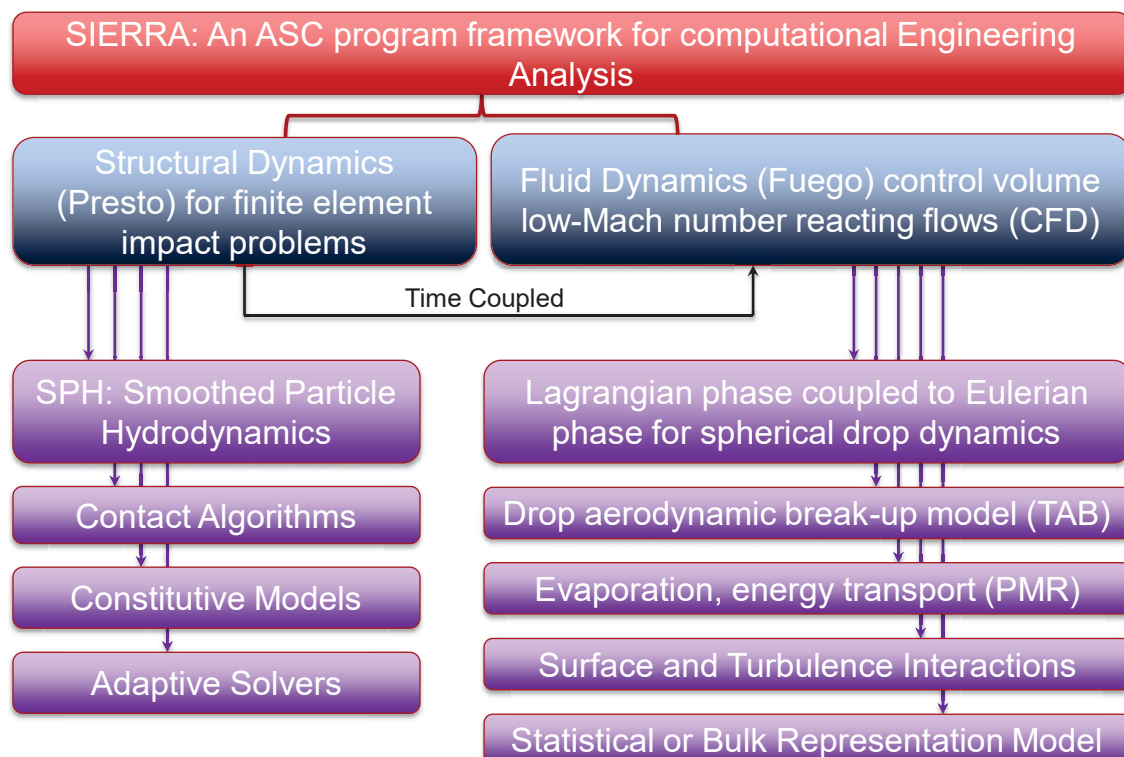 SIERRA: An ASC program framework for computational Engineering
Analysis
Structural Dynamics
(Presto) for finite element
impact problems
Fluid Dynamics (Fuego) control volume
low-Mach number reacting flows (CFD)
Time Coupled
SPH: Smoothed Particle
Hydrodynamics
Contact Algorithms
Constitutive Models
Adaptive Solvers
Lagrangian phase coupled to Eulerian
phase for spherical drop dynamics
Drop aerodynamic break-up model (TAB)
Evaporation, energy transport (PMR)
Surface and Turbulence Interactions
Statistical or Bulk Representation Model